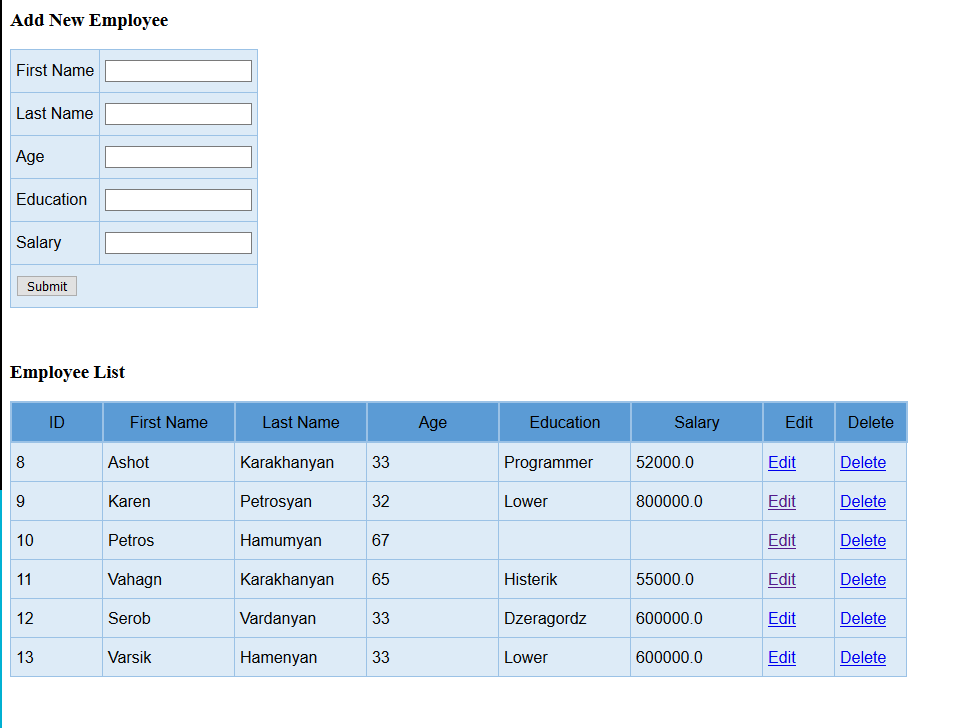 Add New Employee
First Name
Last Name
Age
Education
Salary
Submit
Employee List
ID First Name Last Name Age Education Salary Edit Delete
8 Ashot Karakhanyan 33 Programmer 52000.0 Edit Delete
9 Karen Petrosyan 32 Lower 800000.0 Edit Delete
10 Petros Hamumyan 67 Edit Delete
11 Vahagn Karakhanyan 65 Histerik 55000.0 Edit Delete
12 Serob Vardanyan 33 Dzeragordz 600000.0 Edit Delete
13 Varsik Hamenyan 33 Lower 600000.0 Edit Delete